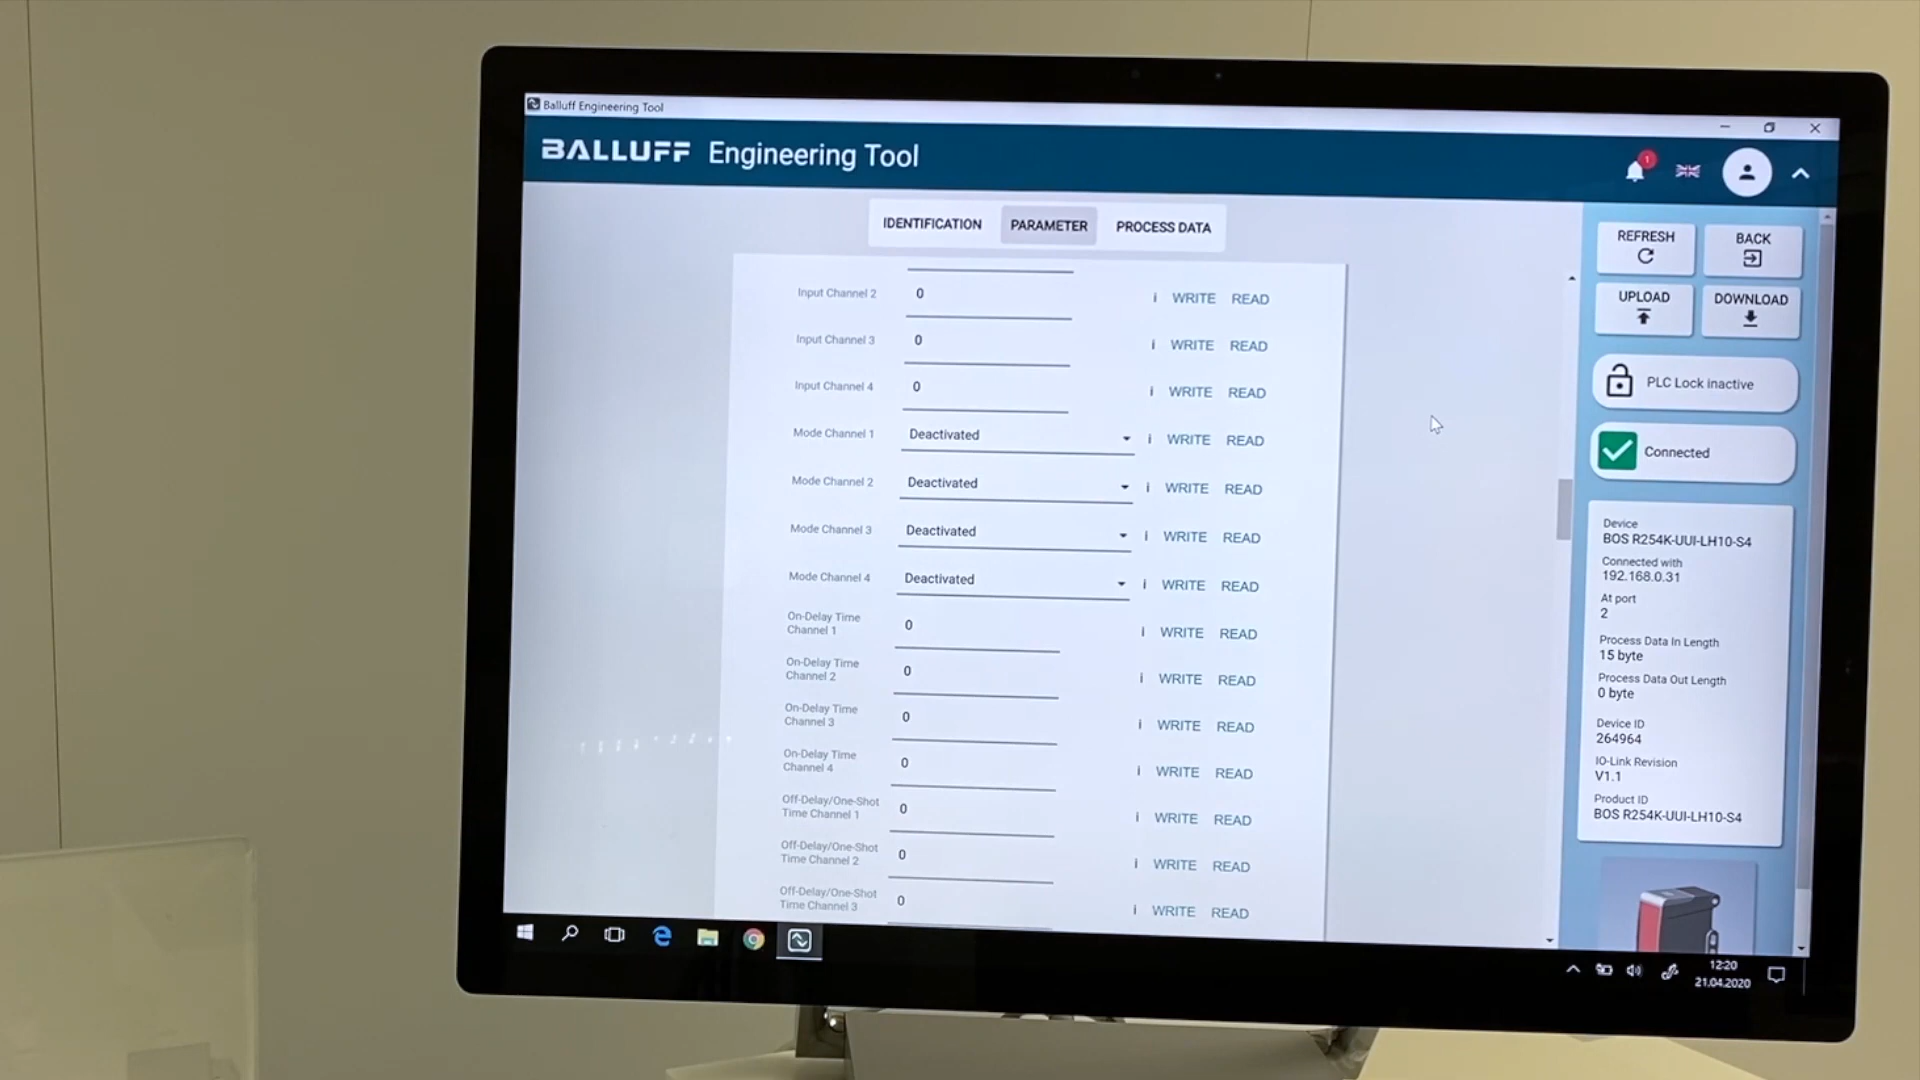 Balluff Engineering Tool
BALLUFF Engineering Tool
1
IDENTIFICATION PARAMETER PROCESS DATA
Input Channel 2 0 i WRITE READ
Input Channel 3 0 i WRITE READ
Input Channel 4 0 i WRITE READ
Mode Channel 1 Deactivated i WRITE READ
Mode Channel 2 Deactivated i WRITE READ
Mode Channel 3 Deactivated i WRITE READ
Mode Channel 4 Deactivated i WRITE READ
On-Delay Time
Channel 1 0 i WRITE READ
On-Delay Time
Channel 2 0 i WRITE READ
On-Delay Time
Channel 3 0 i WRITE READ
On-Delay Time
Channel 4 0 i WRITE READ
Off-Delay/One-Shot
Time Channel 1 0 i WRITE READ
Off-Delay/One-Shot
Time Channel 2 0 i WRITE READ
Off-Delay/One-Shot
Time Channel 3 0 i WRITE READ
REFRESH BACK
UPLOAD DOWNLOAD
PLC Lock inactive
Connected
Device
BOS R254K-UUI-LH10-S4
Connected with
192.168.0.31
At port
2
Process Data In Length
15 byte
Process Data Out Length
0 byte
Device ID
264964
IO-Link Revision
V1.1
Product ID
BOS R254K-UUI-LH10-S4
12:20
21.04.2020